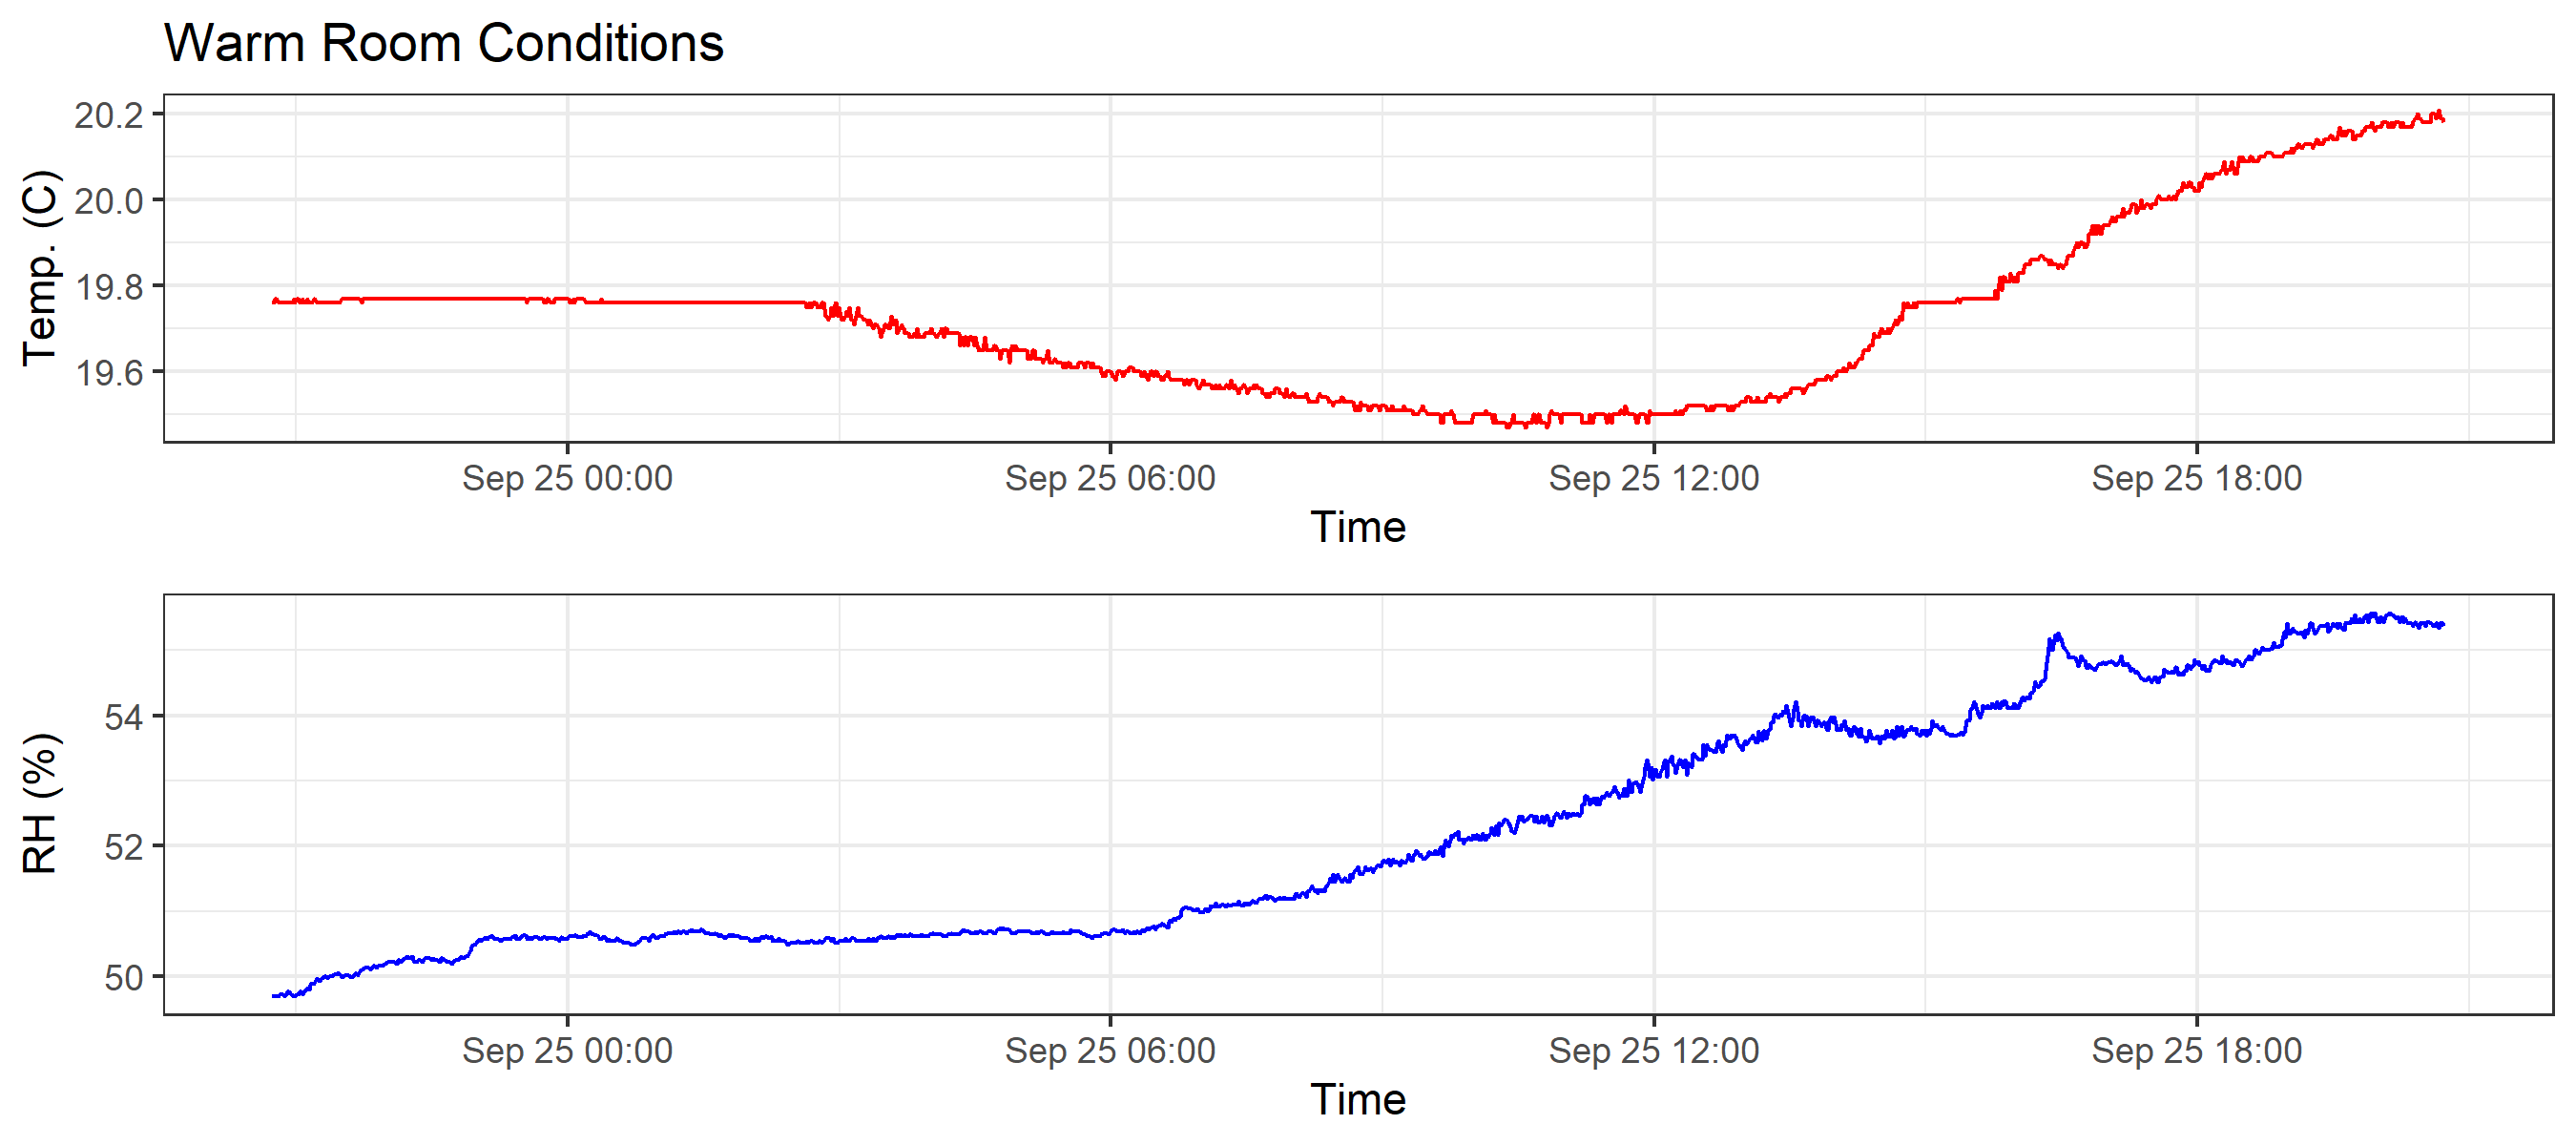 Warm Room Conditions
20.2
20.0
19.8
19.6
Temp. (C)
Sep 25 00:00 Sep 25 06:00 Sep 25 12:00 Sep 25 18:00
Time
54
52
50
RH (%)
Sep 25 00:00 Sep 25 06:00 Sep 25 12:00 Sep 25 18:00
Time